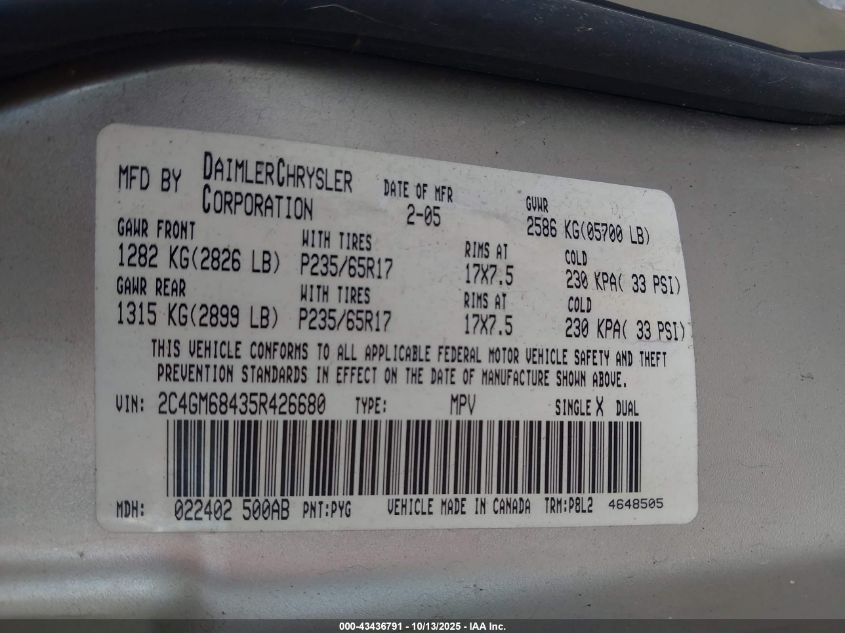 MFD BY DAIMLERCHRYSLER CORPORATION DATE OF MFR 2-05 GVWR 2586 KG(05700 LB)
GAWR FRONT WITH TIRES RIMS AT COLD
1282 KG(2826 LB) P235/65R17 17X7.5 230 KPA( 33 PSI)
GAWR REAR WITH TIRES RIMS AT COLD
1315 KG(2899 LB) P235/65R17 17X7.5 230 KPA( 33 PSI)
THIS VEHICLE CONFORMS TO ALL APPLICABLE FEDERAL MOTOR VEHICLE SAFETY AND THEFT
PREVENTION STANDARDS IN EFFECT ON THE DATE OF MANUFACTURE SHOWN ABOVE.
VIN: 2C4GM68435R426680 TYPE: MPV SINGLE X DUAL
MDH: 022402 500AB PNT:PYG VEHICLE MADE IN CANADA TRM:P8L2 4648505
000-43436791 - 10/13/2025 - IAA Inc.